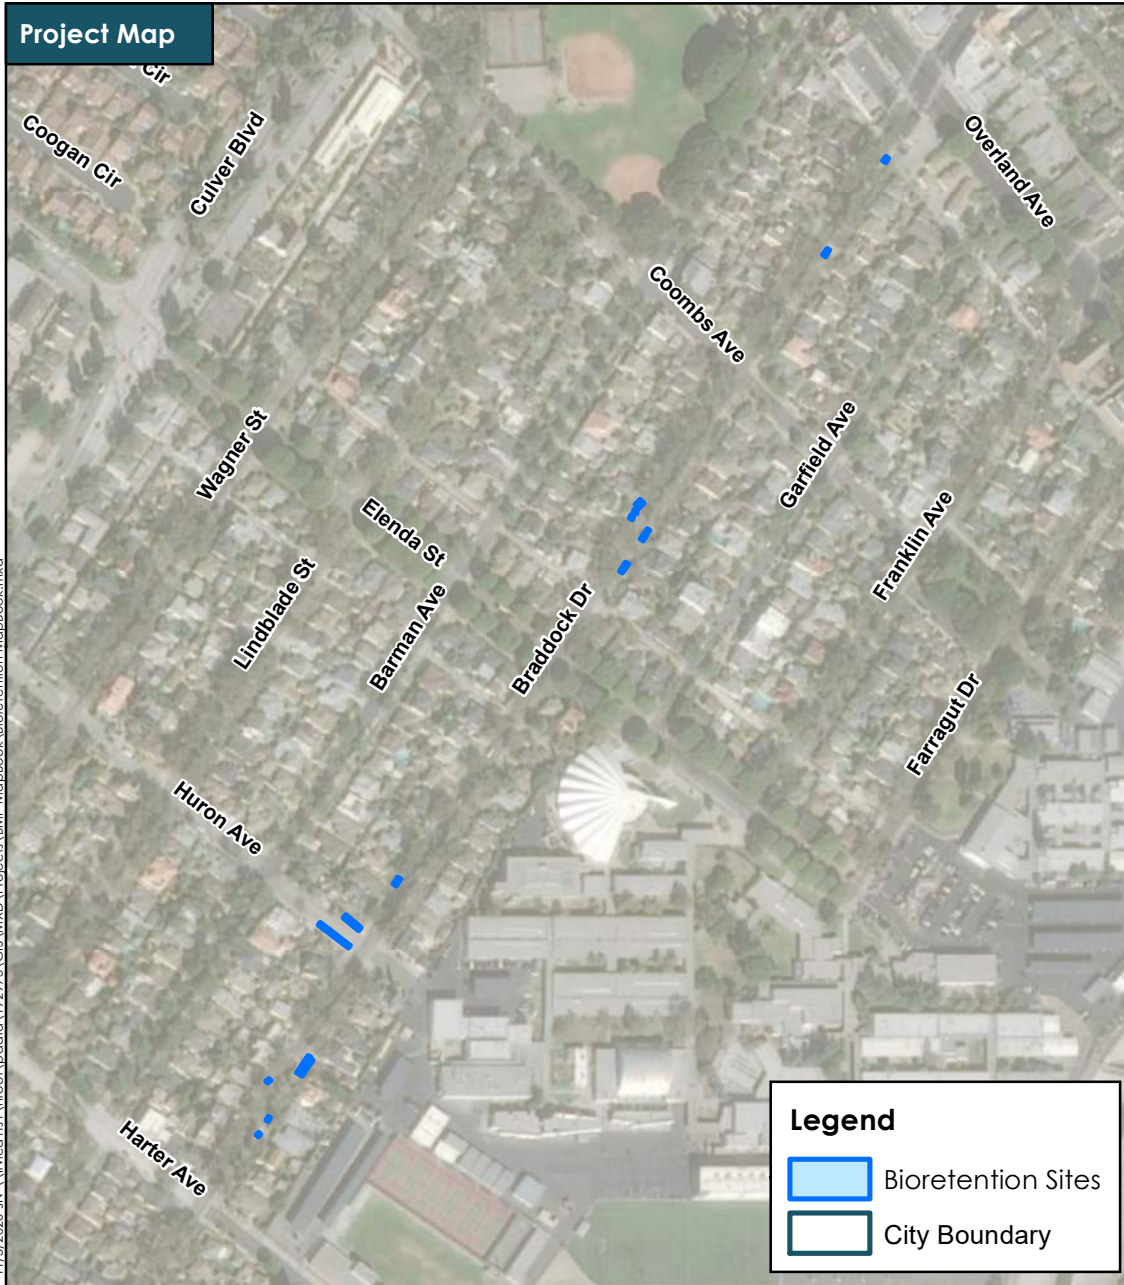 Project Map
Cir
Coogan Cir
Culver Blvd
Overland Ave
Coombs Ave
Wagner St
Garfield Ave
Elenda St
Franklin Ave
Lindblade St
Barman Ave
Braddock Dr
Farragut Dr
Huron Ave
Harter Ave
Legend
Bioretention Sites
City Boundary